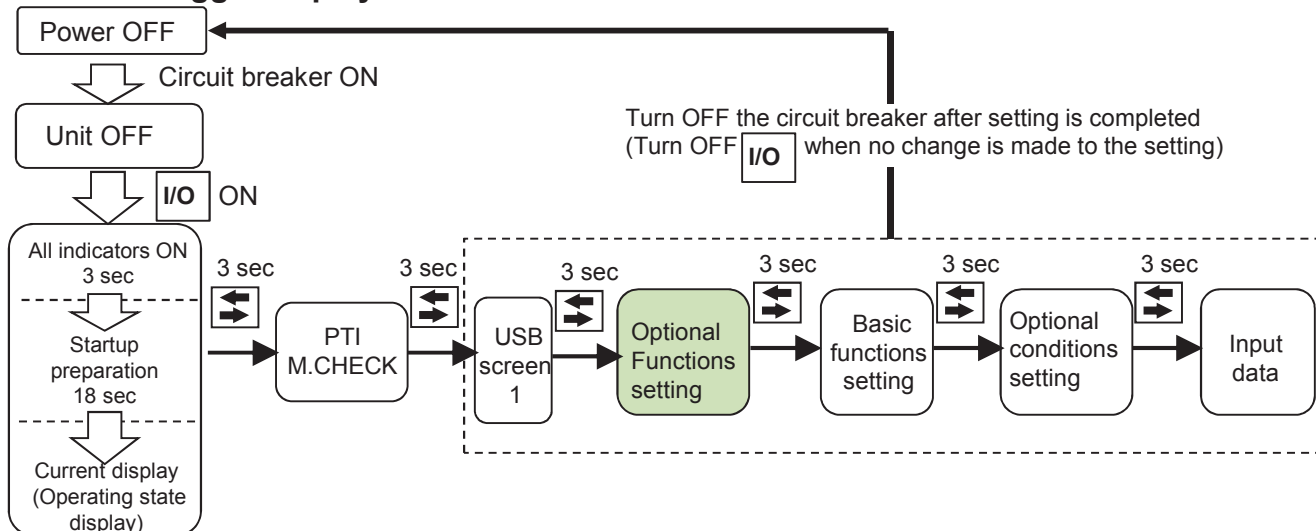 Power OFF
Circuit breaker ON
Unit OFF
Turn OFF the circuit breaker after setting is completed
(Turn OFF I/O when no change is made to the setting)
I/O ON
All indicators ON
3 sec
Startup
preparation
18 sec
Current display
(Operating state
display)
3 sec
PTI
M.CHECK
3 sec
USB
screen
1
3 sec
Optional
Functions
setting
3 sec
Basic
functions
setting
3 sec
Optional
conditions
setting
3 sec
Input
data